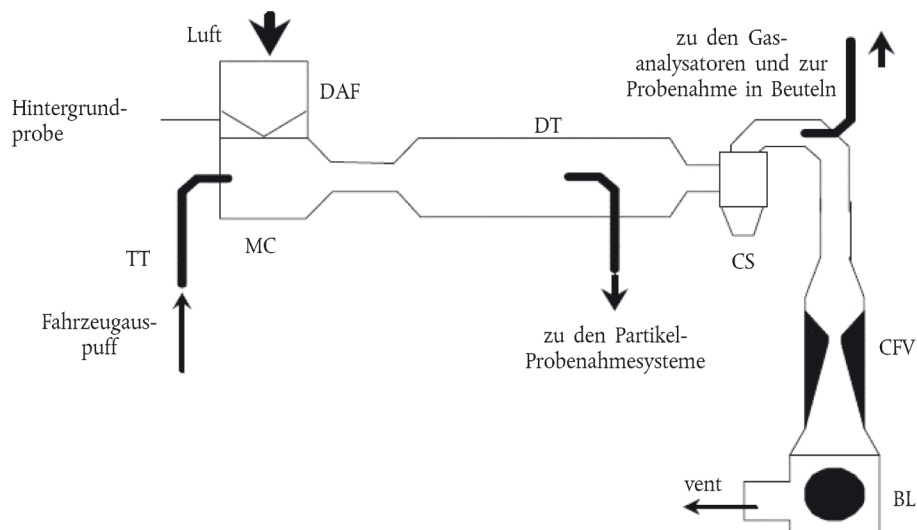 Luft
zu den Gas-
analysatoren und zur
Probenahme in Beuteln
DAF
Hintergrund-
probe
DT
MC
TT
CS
Fahrzeugaus-
puff
zu den Partikel-
Probenahmesysteme
CFV
vent
BL